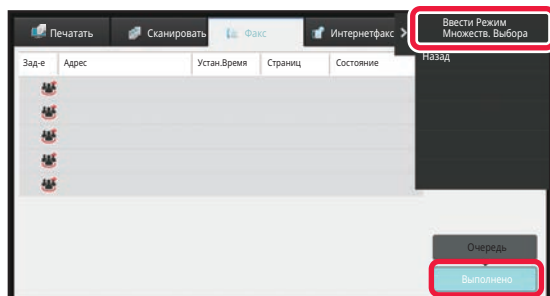 Печатать
Сканировать
Факс
Интернетфакс
Ввести Режим
Множеств. Выбора
Назад
Зад-е
Адрес
Устан.Время
Страниц
Состояние
Очередь
Выполнено